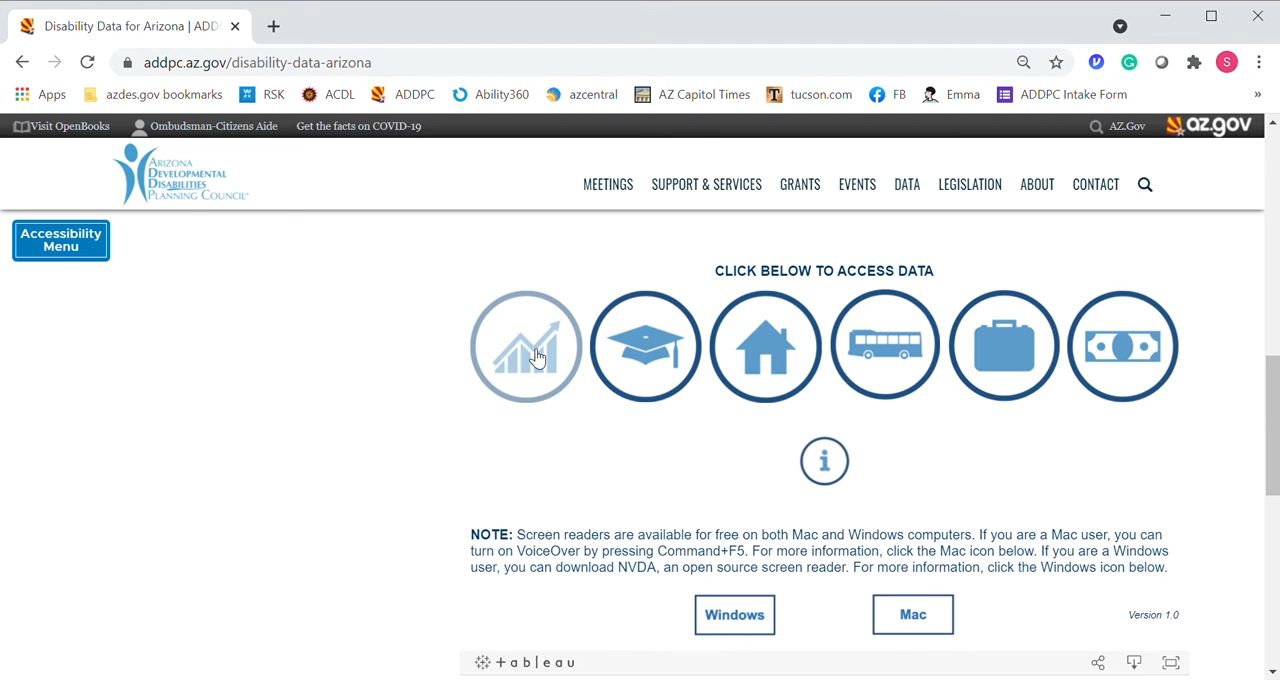 Disability Data for Arizona | ADD
addpc.az.gov/disability-data-arizona
S
Apps
azdes.gov bookmarks
RSK
ACDL
ADDPC
Ability360
azcentral
AZ Capitol Times
T
tucson.com
FB
Emma
ADDPC Intake Form
»
Visit OpenBooks
Ombudsman-Citizens Aide
Get the facts on COVID-19
AZ.Gov
az.gov
ARIZONA
DEVELOPMENTAL
DISABILITIES
PLANNING COUNCIL
MEETINGS
SUPPORT & SERVICES
GRANTS
EVENTS
DATA
LEGISLATION
ABOUT
CONTACT
Accessibility
Menu
CLICK BELOW TO ACCESS DATA
i
NOTE: Screen readers are available for free on both Mac and Windows computers. If you are a Mac user, you can
turn on VoiceOver by pressing Command+F5. For more information, click the Mac icon below. If you are a Windows
user, you can download NVDA, an open source screen reader. For more information, click the Windows icon below.
Windows
Mac
Version 1.0
+ a b l e a u